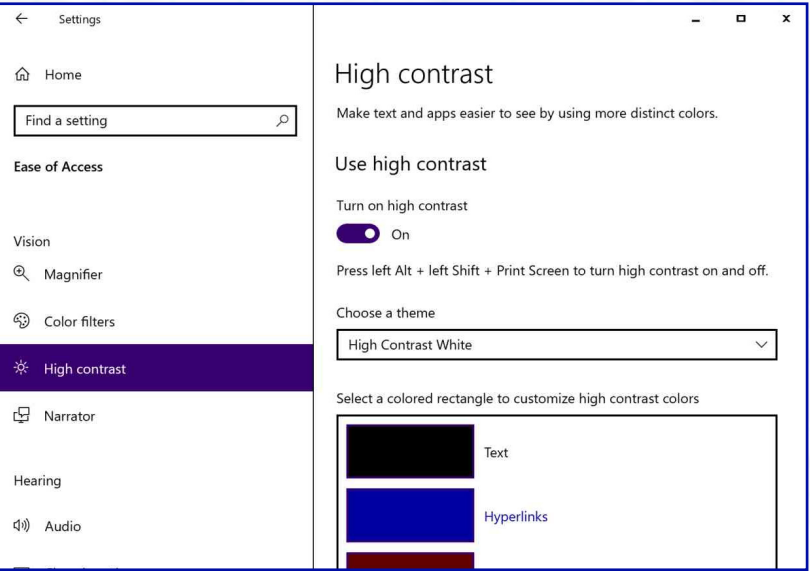 Settings
Home
Find a setting
Ease of Access
Vision
Magnifier
Color filters
High contrast
Narrator
Hearing
Audio
High contrast
Make text and apps easier to see by using more distinct colors.
Use high contrast
Turn on high contrast
On
Press left Alt + left Shift + Print Screen to turn high contrast on and off.
Choose a theme
High Contrast White
Select a colored rectangle to customize high contrast colors
Text
Hyperlinks